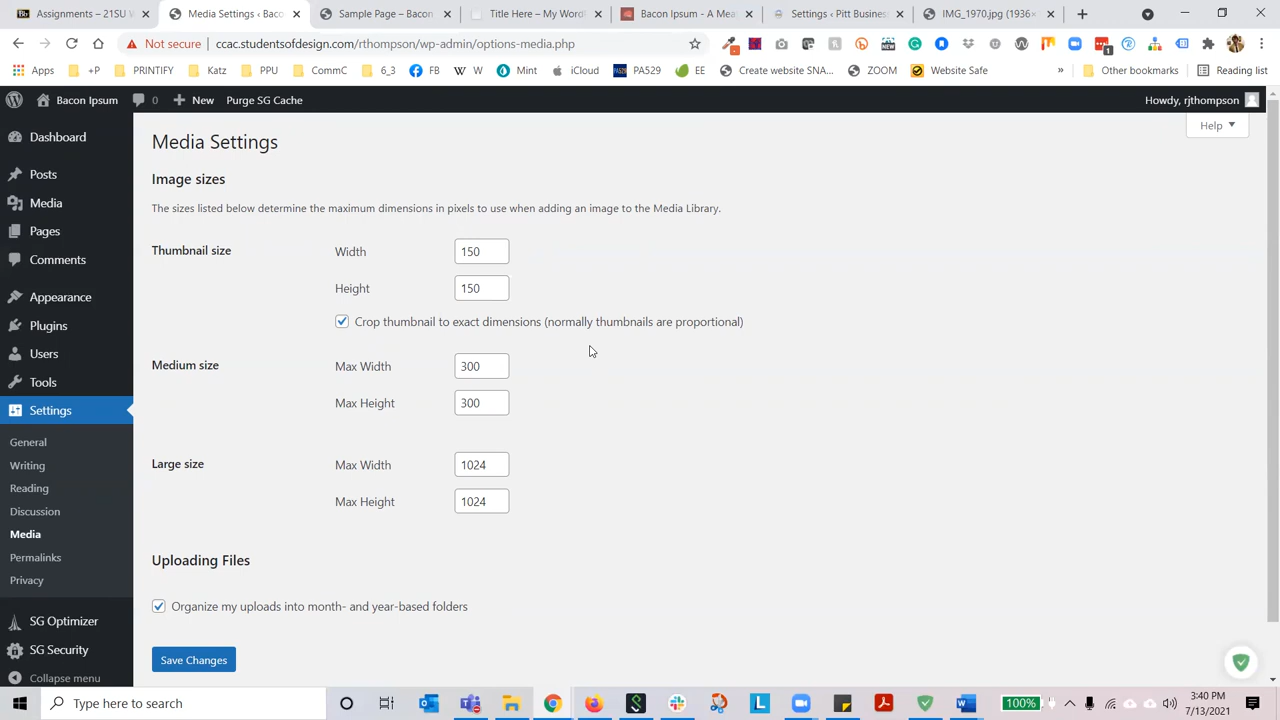 Assignments – 21SU W
Media Settings ‹ Baco
Sample Page – Bacon
Title Here – My WordP
Bacon Ipsum - A Meat
Settings ‹ Pitt Business
IMG_1970.jpg (1936×
Not secure | ccac.studentsofdesign.com/rthompson/wp-admin/options-media.php
Apps +P PRINTIFY Katz PPU CommC 6_3 FB W Mint iCloud PA529 EE Create website SNA... ZOOM Website Safe » Other bookmarks Reading list
Bacon Ipsum 0 New Purge SG Cache Howdy, rjthompson
Help
Dashboard
Posts
Media
Pages
Comments
Appearance
Plugins
Users
Tools
Settings
General
Writing
Reading
Discussion
Media
Permalinks
Privacy
SG Optimizer
SG Security
Collapse menu
Media Settings
Image sizes
The sizes listed below determine the maximum dimensions in pixels to use when adding an image to the Media Library.
Thumbnail size Width 150
Height 150
Crop thumbnail to exact dimensions (normally thumbnails are proportional)
Medium size Max Width 300
Max Height 300
Large size Max Width 1024
Max Height 1024
Uploading Files
Organize my uploads into month- and year-based folders
Save Changes
Type here to search
100%
3:40 PM
7/13/2021